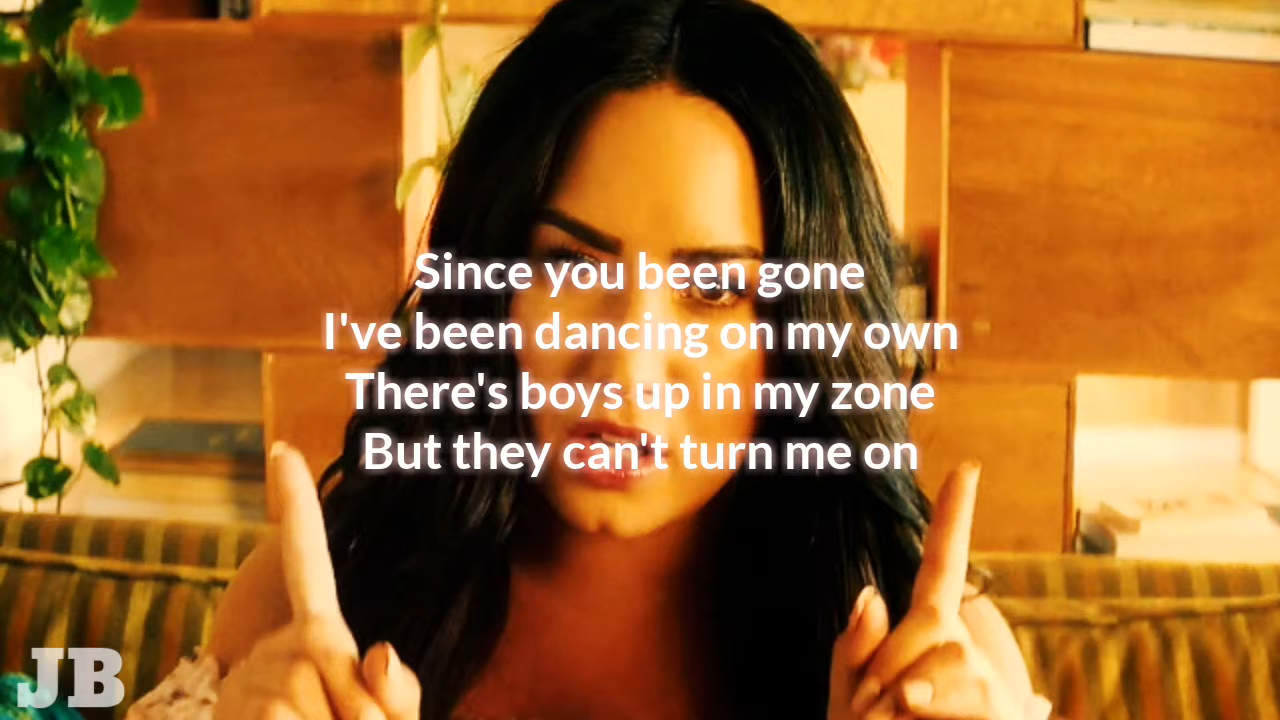 Since you been gone
I've been dancing on my own
There's boys up in my zone
But they can't turn me on
JB